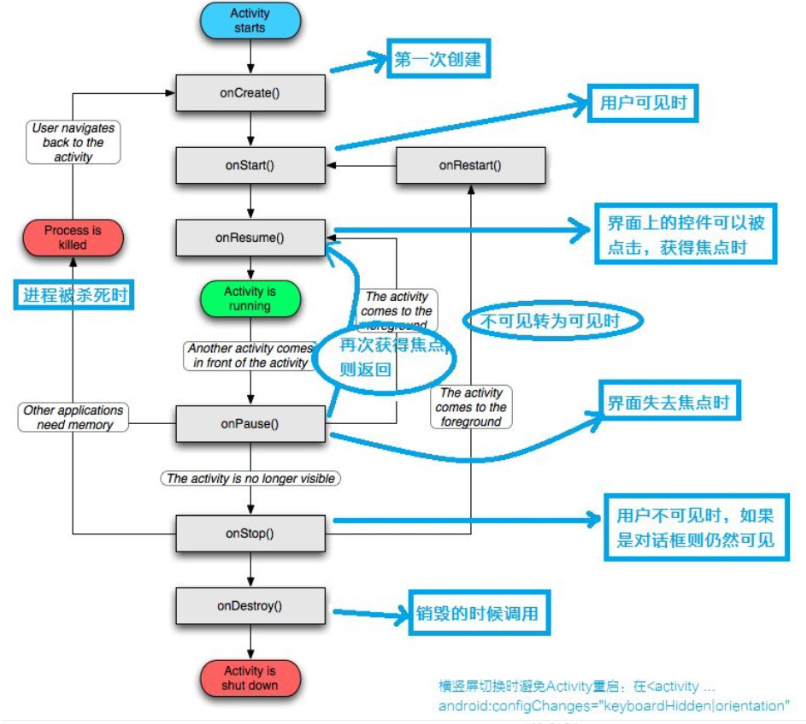 Activity
starts
第一次创建
onCreate()
用户可见时
User navigates
back to the
activity
onStart()
onRestart()
界面上的控件可以被
点击，获得焦点时
Process is
killed
onResume()
进程被杀死时
Activity is
running
The activity
comes to the
foreground
不可见转为可见时
Another activity comes
in front of the activity
再次获得焦点,
则返回
The activity
comes to the
foreground
界面失去焦点时
Other applications
need memory
onPause()
The activity is no longer visible
用户不可见时，如果
是对话框则仍然可见
onStop()
onDestroy()
销毁的时候调用
Activity is
shut down
横竖屏切换时避免Activity重启：在<activity ...
android:configChanges="keyboardHidden|orientation"